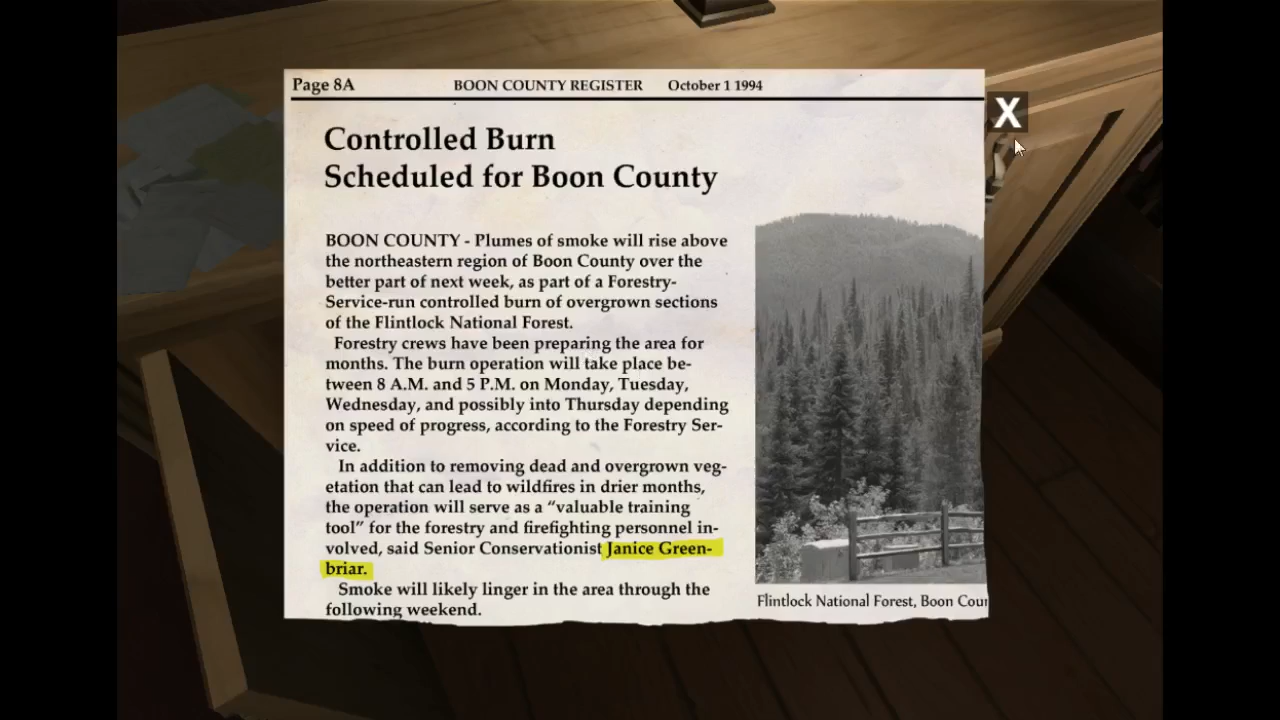 Page 8A BOON COUNTY REGISTER October 1 1994
X
Controlled Burn
Scheduled for Boon County
BOON COUNTY - Plumes of smoke will rise above
the northeastern region of Boon County over the
better part of next week, as part of a Forestry-
Service-run controlled burn of overgrown sections
of the Flintlock National Forest.
Forestry crews have been preparing the area for
months. The burn operation will take place be-
tween 8 A.M. and 5 P.M. on Monday, Tuesday,
Wednesday, and possibly into Thursday depending
on speed of progress, according to the Forestry Ser-
vice.
In addition to removing dead and overgrown veg-
etation that can lead to wildfires in drier months,
the operation will serve as a “valuable training
tool” for the forestry and firefighting personnel in-
volved, said Senior Conservationist Janice Green-
briar.
Smoke will likely linger in the area through the
following weekend.
Flintlock National Forest, Boon Coun